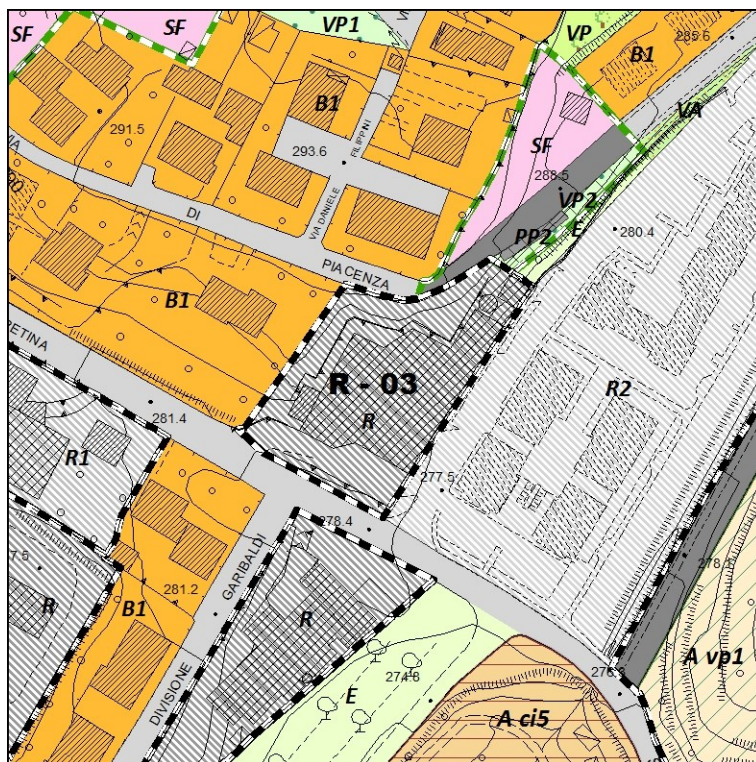 SF
SF
VP1
VP
285.6
B1
B1
VA
291.5
293.6
FILIPPINI
SF
288.5
VIA DANIELE
DI
VP2
PP2
E
280.4
PIACENZA
B1
R - 03
R
R2
281.4
R1
277.5
278.4
GARIBALDI
R
B1
281.2
R
E
274.8
A vp1
A ci5
DIVISIONE